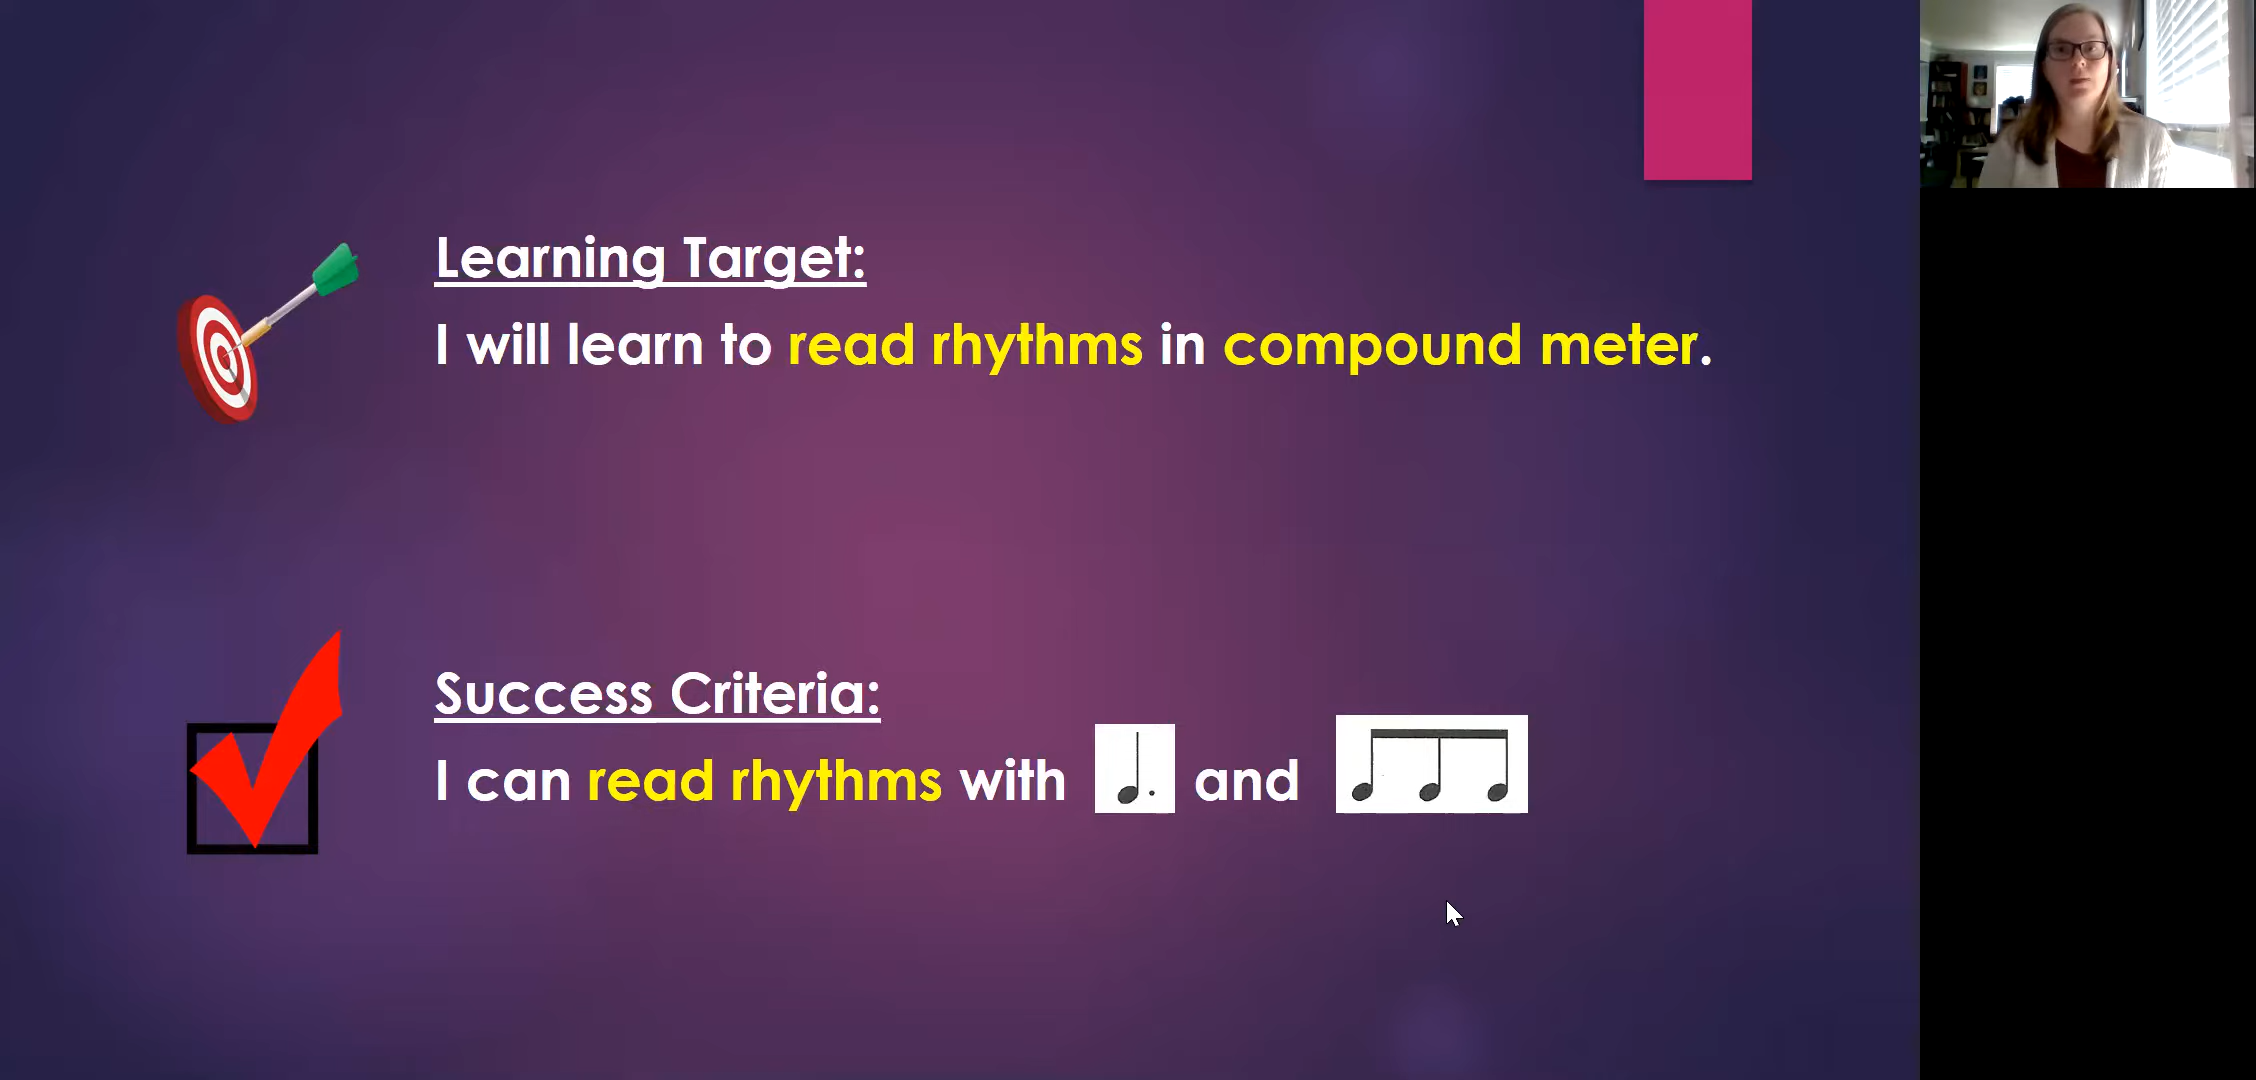 Learning Target:
I will learn to read rhythms in compound meter.
Success Criteria:
I can read rhythms with and